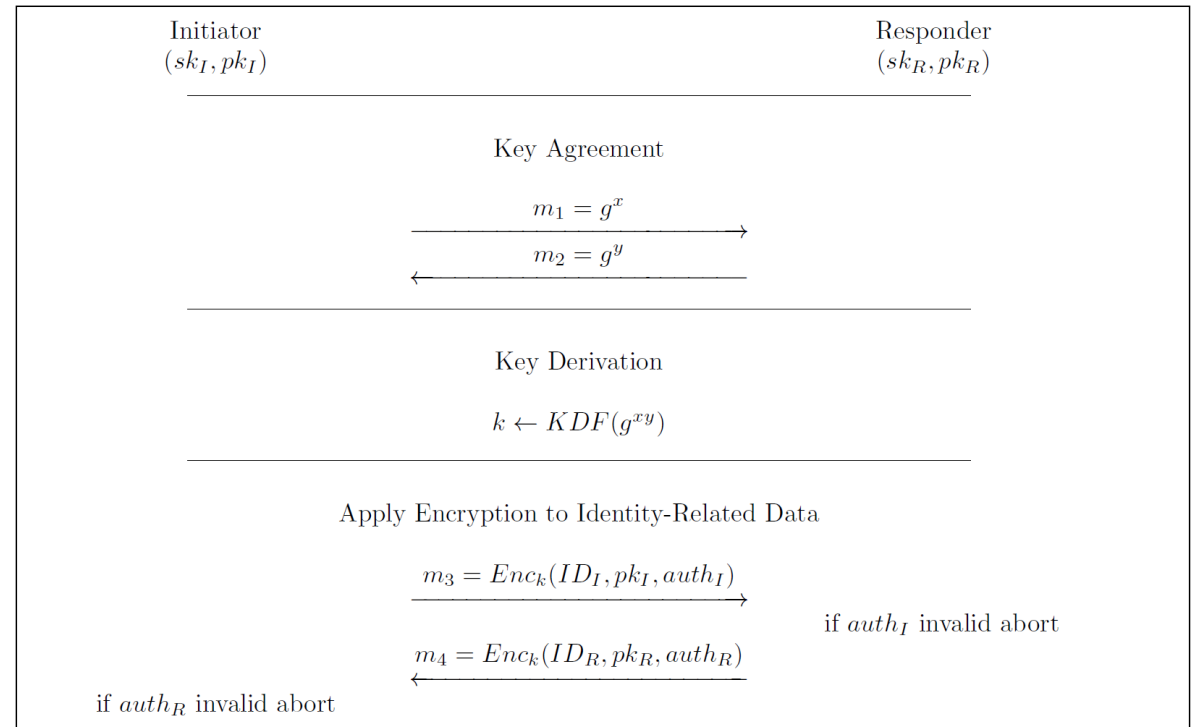 Initiator
(sk_I, pk_I)
Responder
(sk_R, pk_R)
Key Agreement
m_1 = g^x
m_2 = g^y
Key Derivation
k ← KDF(g^{xy})
Apply Encryption to Identity-Related Data
m_3 = Enc_k(ID_I, pk_I, auth_I)
if auth_I invalid abort
m_4 = Enc_k(ID_R, pk_R, auth_R)
if auth_R invalid abort